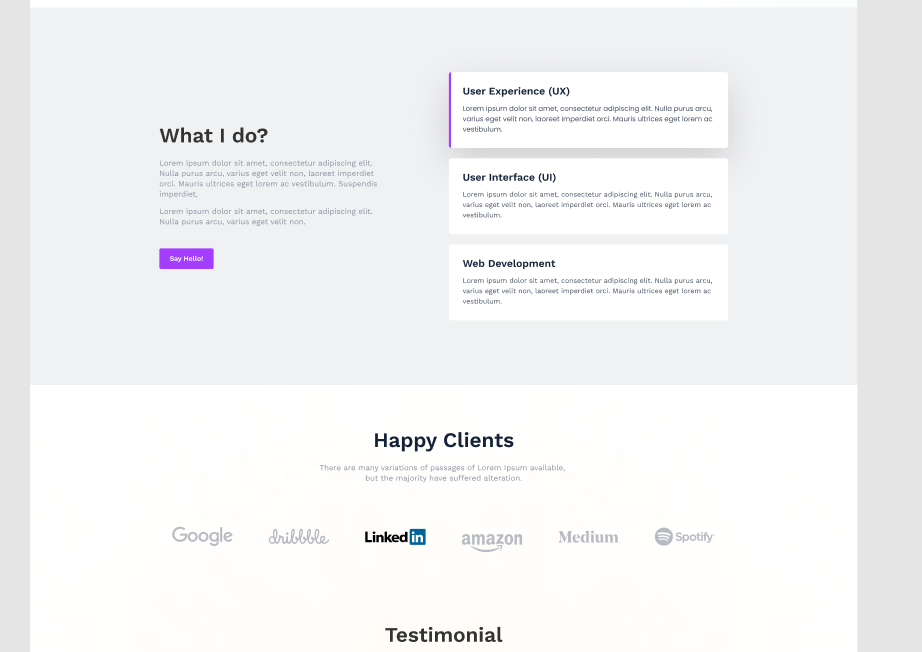 What I do?
Lorem ipsum dolor sit amet, consectetur adipiscing elit.
Nulla purus arcu, varius eget velit non, laoreet imperdiet
orci. Mauris ultrices eget lorem ac vestibulum. Suspendis
imperdiet,
Lorem ipsum dolor sit amet, consectetur adipiscing elit.
Nulla purus arcu, varius eget velit non.
Say Hello!
User Experience (UX)
Lorem ipsum dolor sit amet, consectetur adipiscing elit. Nulla purus arcu,
varius eget velit non, laoreet imperdiet orci. Mauris ultrices eget lorem ac
vestibulum.
User Interface (UI)
Lorem ipsum dolor sit amet, consectetur adipiscing elit. Nulla purus arcu,
varius eget velit non, laoreet imperdiet orci. Mauris ultrices eget lorem ac
vestibulum.
Web Development
Lorem ipsum dolor sit amet, consectetur adipiscing elit. Nulla purus arcu,
varius eget velit non, laoreet imperdiet orci. Mauris ultrices eget lorem ac
vestibulum.
Happy Clients
There are many variations of passages of Lorem Ipsum available,
but the majority have suffered alteration.
Google dribbble Linkedin amazon Medium Spotify
Testimonial